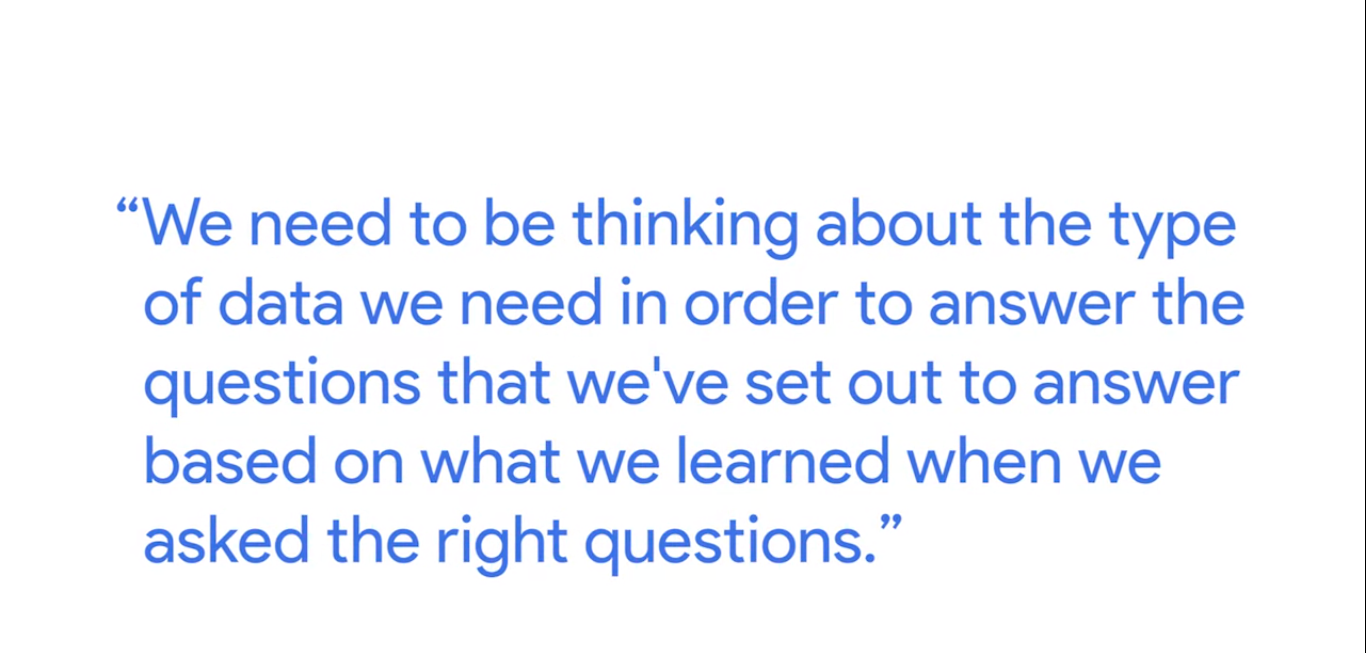 “We need to be thinking about the type
of data we need in order to answer the
questions that we've set out to answer
based on what we learned when we
asked the right questions.”